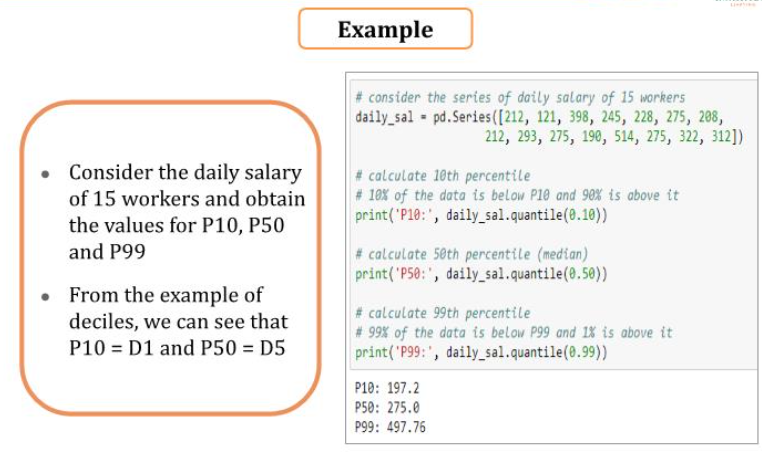 Example
• Consider the daily salary
of 15 workers and obtain
the values for P10, P50
and P99
• From the example of
deciles, we can see that
P10 = D1 and P50 = D5
# consider the series of daily salary of 15 workers
daily_sal = pd.Series([212, 121, 398, 245, 228, 275, 208,
212, 293, 275, 190, 514, 275, 322, 312])
# calculate 10th percentile
# 10% of the data is below P10 and 90% is above it
print('P10:', daily_sal.quantile(0.10))
# calculate 50th percentile (median)
print('P50:', daily_sal.quantile(0.50))
# calculate 99th percentile
# 99% of the data is below P99 and 1% is above it
print('P99:', daily_sal.quantile(0.99))
P10: 197.2
P50: 275.0
P99: 497.76